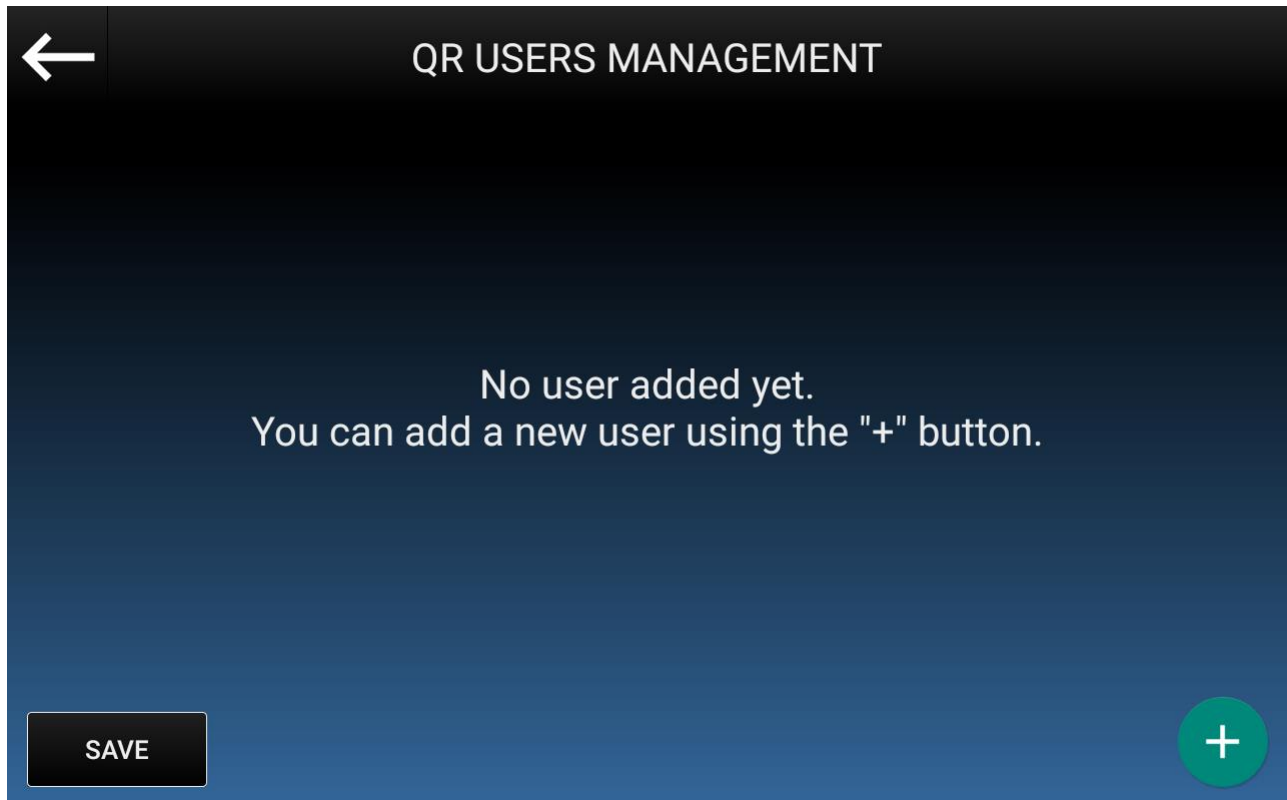 QR USERS MANAGEMENT
No user added yet.
You can add a new user using the "+" button.
SAVE
+